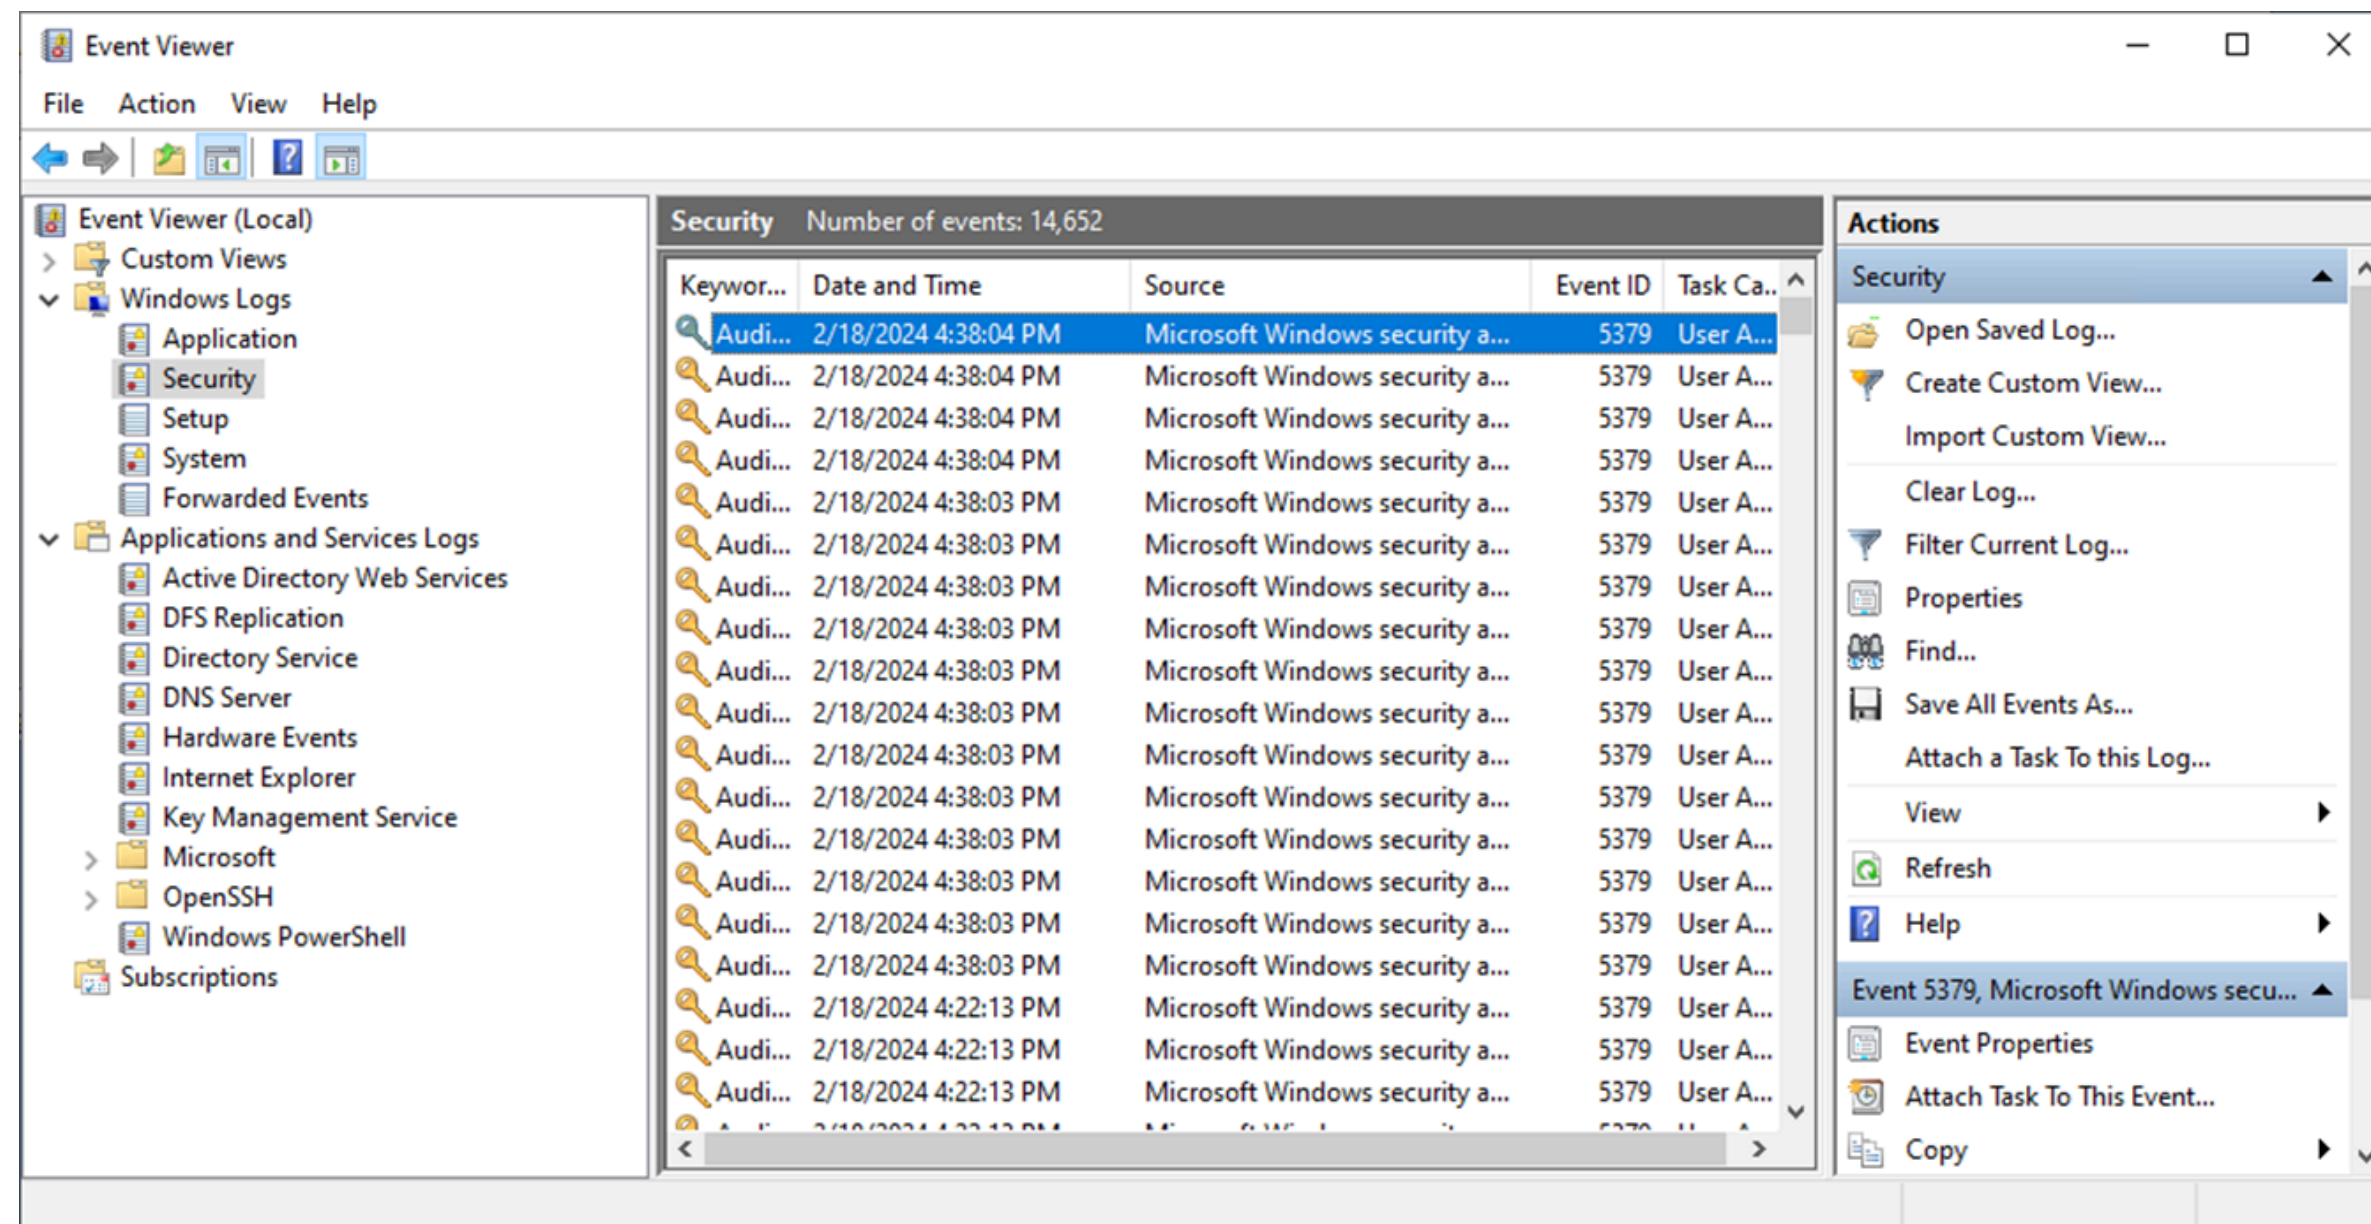 Event Viewer
File Action View Help
Event Viewer (Local)
Custom Views
Windows Logs
Application
Security
Setup
System
Forwarded Events
Applications and Services Logs
Active Directory Web Services
DFS Replication
Directory Service
DNS Server
Hardware Events
Internet Explorer
Key Management Service
Microsoft
OpenSSH
Windows PowerShell
Subscriptions
Security Number of events: 14,652
Keywor... Date and Time Source Event ID Task Ca..
Audi... 2/18/2024 4:38:04 PM Microsoft Windows security a... 5379 User A...
Audi... 2/18/2024 4:38:04 PM Microsoft Windows security a... 5379 User A...
Audi... 2/18/2024 4:38:04 PM Microsoft Windows security a... 5379 User A...
Audi... 2/18/2024 4:38:04 PM Microsoft Windows security a... 5379 User A...
Audi... 2/18/2024 4:38:03 PM Microsoft Windows security a... 5379 User A...
Audi... 2/18/2024 4:38:03 PM Microsoft Windows security a... 5379 User A...
Audi... 2/18/2024 4:38:03 PM Microsoft Windows security a... 5379 User A...
Audi... 2/18/2024 4:38:03 PM Microsoft Windows security a... 5379 User A...
Audi... 2/18/2024 4:38:03 PM Microsoft Windows security a... 5379 User A...
Audi... 2/18/2024 4:38:03 PM Microsoft Windows security a... 5379 User A...
Audi... 2/18/2024 4:38:03 PM Microsoft Windows security a... 5379 User A...
Audi... 2/18/2024 4:38:03 PM Microsoft Windows security a... 5379 User A...
Audi... 2/18/2024 4:38:03 PM Microsoft Windows security a... 5379 User A...
Audi... 2/18/2024 4:38:03 PM Microsoft Windows security a... 5379 User A...
Audi... 2/18/2024 4:38:03 PM Microsoft Windows security a... 5379 User A...
Audi... 2/18/2024 4:38:03 PM Microsoft Windows security a... 5379 User A...
Audi... 2/18/2024 4:22:13 PM Microsoft Windows security a... 5379 User A...
Audi... 2/18/2024 4:22:13 PM Microsoft Windows security a... 5379 User A...
Audi... 2/18/2024 4:22:13 PM Microsoft Windows security a... 5379 User A...
Actions
Security
Open Saved Log...
Create Custom View...
Import Custom View...
Clear Log...
Filter Current Log...
Properties
Find...
Save All Events As...
Attach a Task To this Log...
View
Refresh
Help
Event 5379, Microsoft Windows secu...
Event Properties
Attach Task To This Event...
Copy